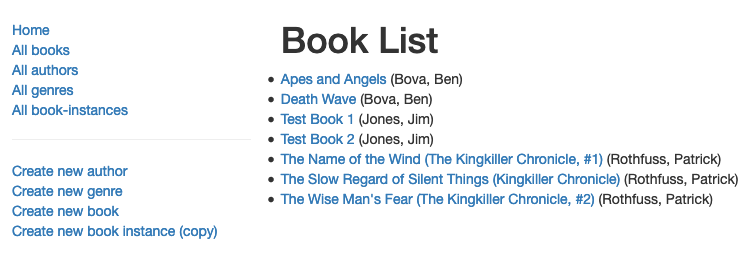 Home
All books
All authors
All genres
All book-instances
Create new author
Create new genre
Create new book
Create new book instance (copy)
Book List
Apes and Angels (Bova, Ben)
Death Wave (Bova, Ben)
Test Book 1 (Jones, Jim)
Test Book 2 (Jones, Jim)
The Name of the Wind (The Kingkiller Chronicle, #1) (Rothfuss, Patrick)
The Slow Regard of Silent Things (Kingkiller Chronicle) (Rothfuss, Patrick)
The Wise Man's Fear (The Kingkiller Chronicle, #2) (Rothfuss, Patrick)